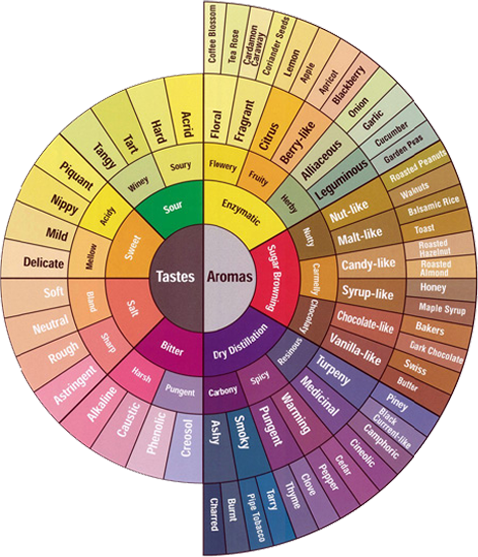 Tastes
Aromas
Sour
Sweet
Salt
Bitter
Soury
Winey
Acidy
Mellow
Bland
Sharp
Harsh
Pungent
Acrid
Hard
Tart
Tangy
Piquant
Nippy
Mild
Delicate
Soft
Neutral
Rough
Astringent
Alkaline
Caustic
Phenolic
Creosol
Enzymatic
Sugar Browning
Dry Distillation
Flowery
Fruity
Herby
Nutty
Carmelly
Chocolaty
Resinous
Spicy
Carbony
Floral
Fragrant
Citrus
Berry-like
Alliaceous
Leguminous
Nut-like
Malt-like
Candy-like
Syrup-like
Chocolate-like
Vanilla-like
Turpeny
Medicinal
Warming
Pungent
Smoky
Ashy
Coffee Blossom
Tea Rose
Cardamon
Caraway
Coriander Seeds
Lemon
Apple
Apricot
Blackberry
Onion
Garlic
Cucumber
Garden Peas
Roasted Peanuts
Walnuts
Balsamic Rice
Toast
Roasted
Hazelnut
Roasted
Almond
Honey
Maple Syrup
Bakers
Dark Chocolate
Swiss
Butter
Piney
Black
Currrent-like
Camphoric
Cineolic
Cedar
Pepper
Clove
Thyme
Tarry
Pipe Tobacco
Burnt
Charred